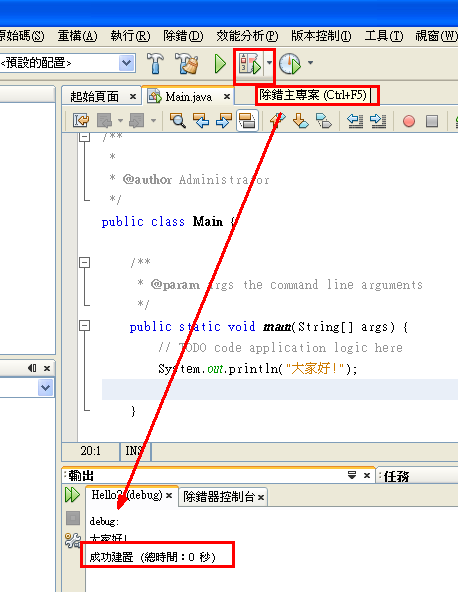 原始碼(S) 重構(A) 執行(R) 除錯(D) 效能分析(P) 版本控制(I) 工具(T) 視窗(W)
<預設的配置>
起始頁面 Main.java 除錯主專案 (Ctrl+F5)
/**
*
* @author Administrator
*/
public class Main {
/**
* @param args the command line arguments
*/
public static void main(String[] args) {
// TODO code application logic here
System.out.println("大家好!");
}
20:1 INS
輸出 任務
(debug) 除錯器控制台
debug:
大家好!
成功建置 (總時間：0 秒)